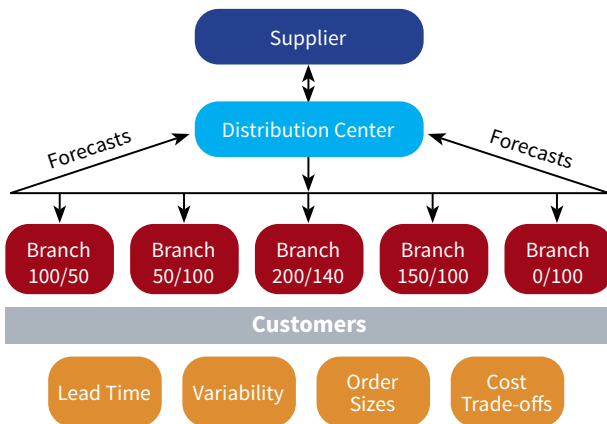 Supplier
Distribution Center
Forecasts
Forecasts
Branch
100/50
Branch
50/100
Branch
200/140
Branch
150/100
Branch
0/100
Customers
Lead Time
Variability
Order
Sizes
Cost
Trade-offs